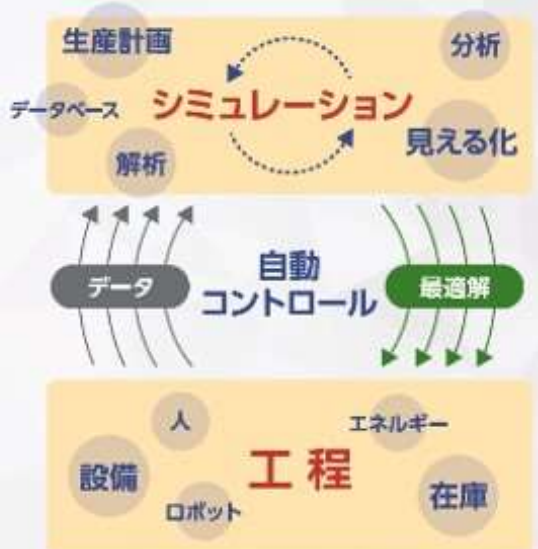 生産計画
分析
データベース
シミュレーション
見える化
解析
データ
自動
コントロール
最適解
人
エネルギー
工程
設備
在庫
ロボット